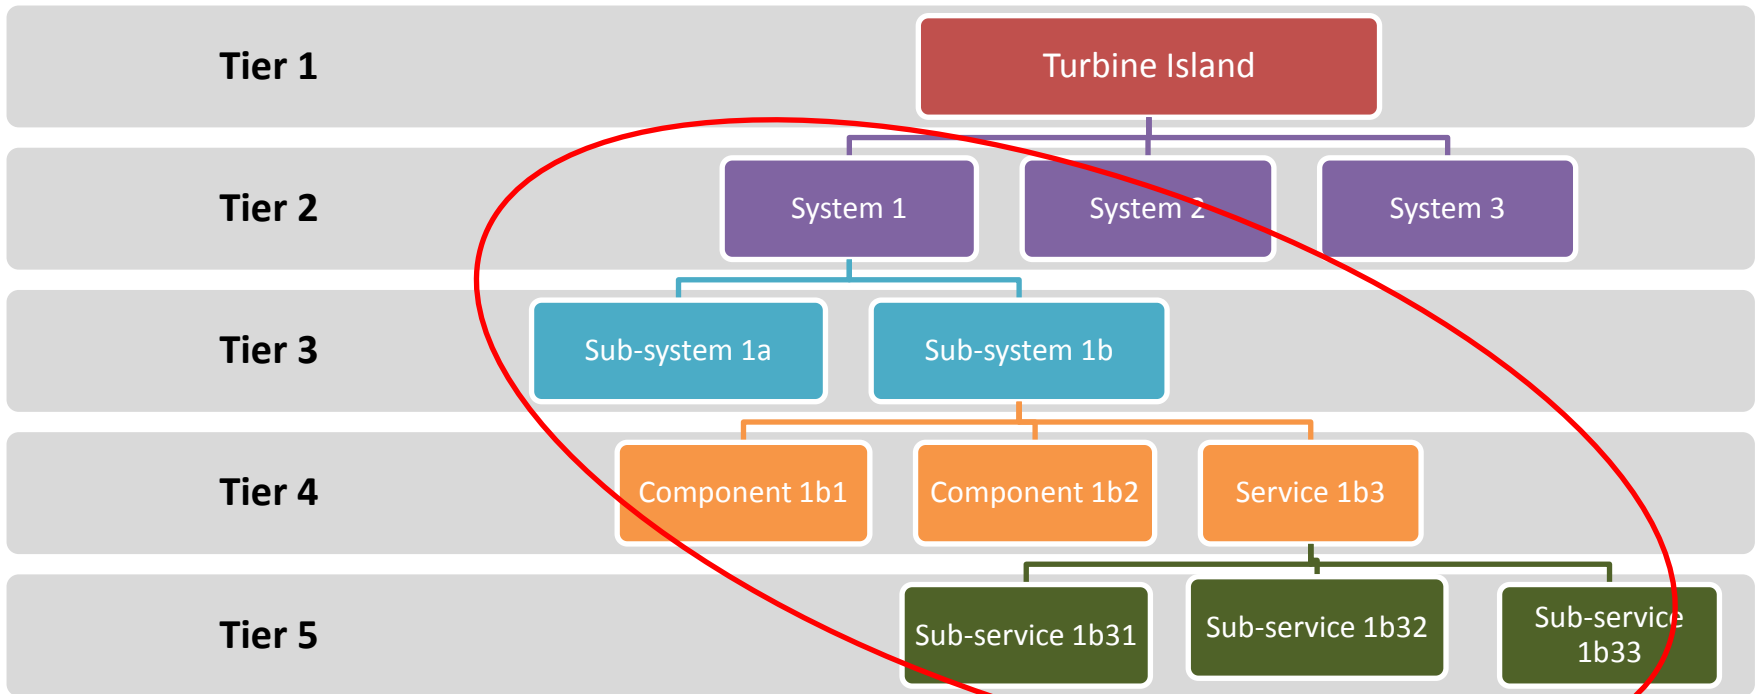 Tier 1
Turbine Island
Tier 2
System 1
System 2
System 3
Tier 3
Sub-system 1a
Sub-system 1b
Tier 4
Component 1b1
Component 1b2
Service 1b3
Tier 5
Sub-service 1b31
Sub-service 1b32
Sub-service
1b33